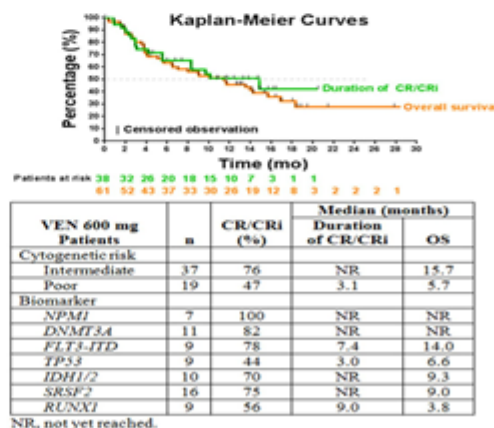 Kaplan-Meier Curves
Percentage (%)
100
90
80
70
60
50
40
30
20
10
0
Duration of CR/CRi
Overall surviva
| Censored observation
0 2 4 6 8 10 12 14 16 18 20 22 24 26 28 30
Time (mo)
Patients at risk 38 32 26 20 18 15 10 7 3 1 1
61 52 43 37 33 30 26 19 12 8 3 2 2 2 1
VEN 600 mg Patients n CR/CRi (%) Median (months)
Duration of CR/CRi OS
Cytogenetic risk
Intermediate 37 76 NR 15.7
Poor 19 47 3.1 5.7
Biomarker
NPM1 7 100 NR NR
DNMT3A 11 82 NR NR
FLT3-ITD 9 78 7.4 14.0
TP53 9 44 3.0 6.6
IDH1/2 10 70 NR 9.3
SRSF2 16 75 NR 9.0
RUNX1 9 56 9.0 3.8
NR, not yet reached.